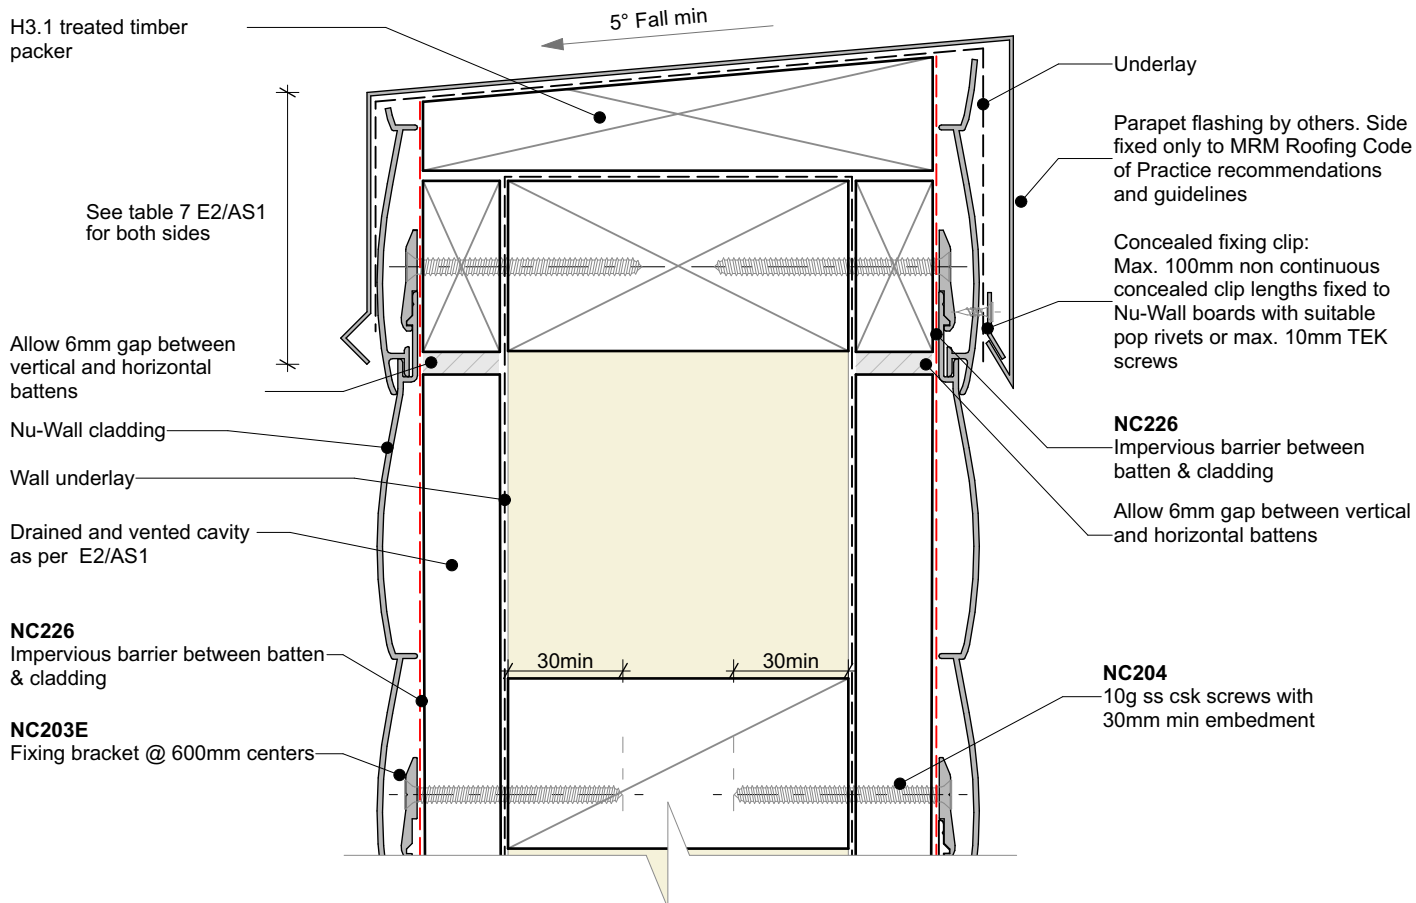 H3.1 treated timber
packer
5° Fall min
Underlay
Parapet flashing by others. Side
fixed only to MRM Roofing Code
of Practice recommendations
and guidelines
See table 7 E2/AS1
for both sides
Concealed fixing clip:
Max. 100mm non continuous
concealed clip lengths fixed to
Nu-Wall boards with suitable
pop rivets or max. 10mm TEK
screws
Allow 6mm gap between
vertical and horizontal
battens
Nu-Wall cladding
NC226
Impervious barrier between
batten & cladding
Wall underlay
Allow 6mm gap between vertical
and horizontal battens
Drained and vented cavity
as per  E2/AS1
NC226
Impervious barrier between batten
& cladding
30min
30min
NC204
10g ss csk screws with
30mm min embedment
NC203E
Fixing bracket @ 600mm centers